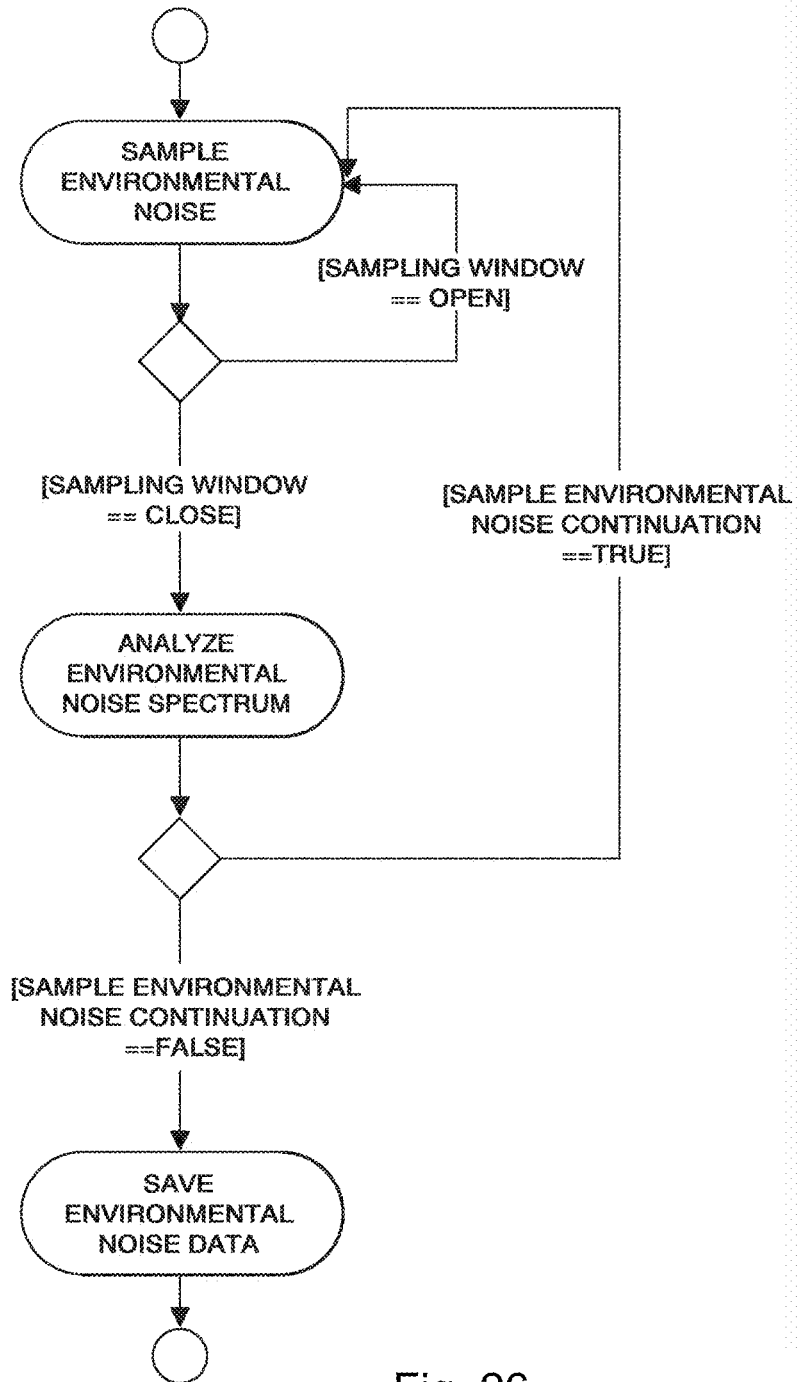 SAMPLE
ENVIRONMENTAL
NOISE
[SAMPLING WINDOW
== OPEN]
[SAMPLING WINDOW
== CLOSE]
[SAMPLE ENVIRONMENTAL
NOISE CONTINUATION
==TRUE]
ANALYZE
ENVIRONMENTAL
NOISE SPECTRUM
[SAMPLE ENVIRONMENTAL
NOISE CONTINUATION
==FALSE]
SAVE
ENVIRONMENTAL
NOISE DATA